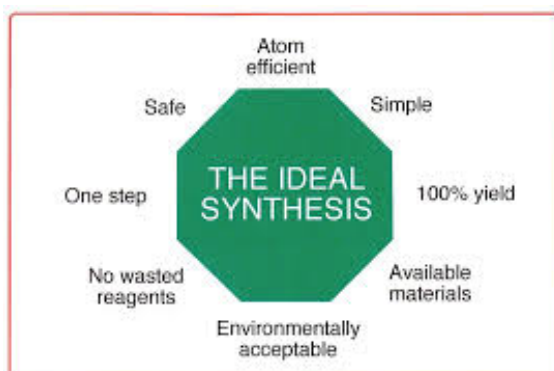 Atom
efficient
Safe
Simple
THE IDEAL
SYNTHESIS
One step
100% yield
No wasted
reagents
Available
materials
Environmentally
acceptable